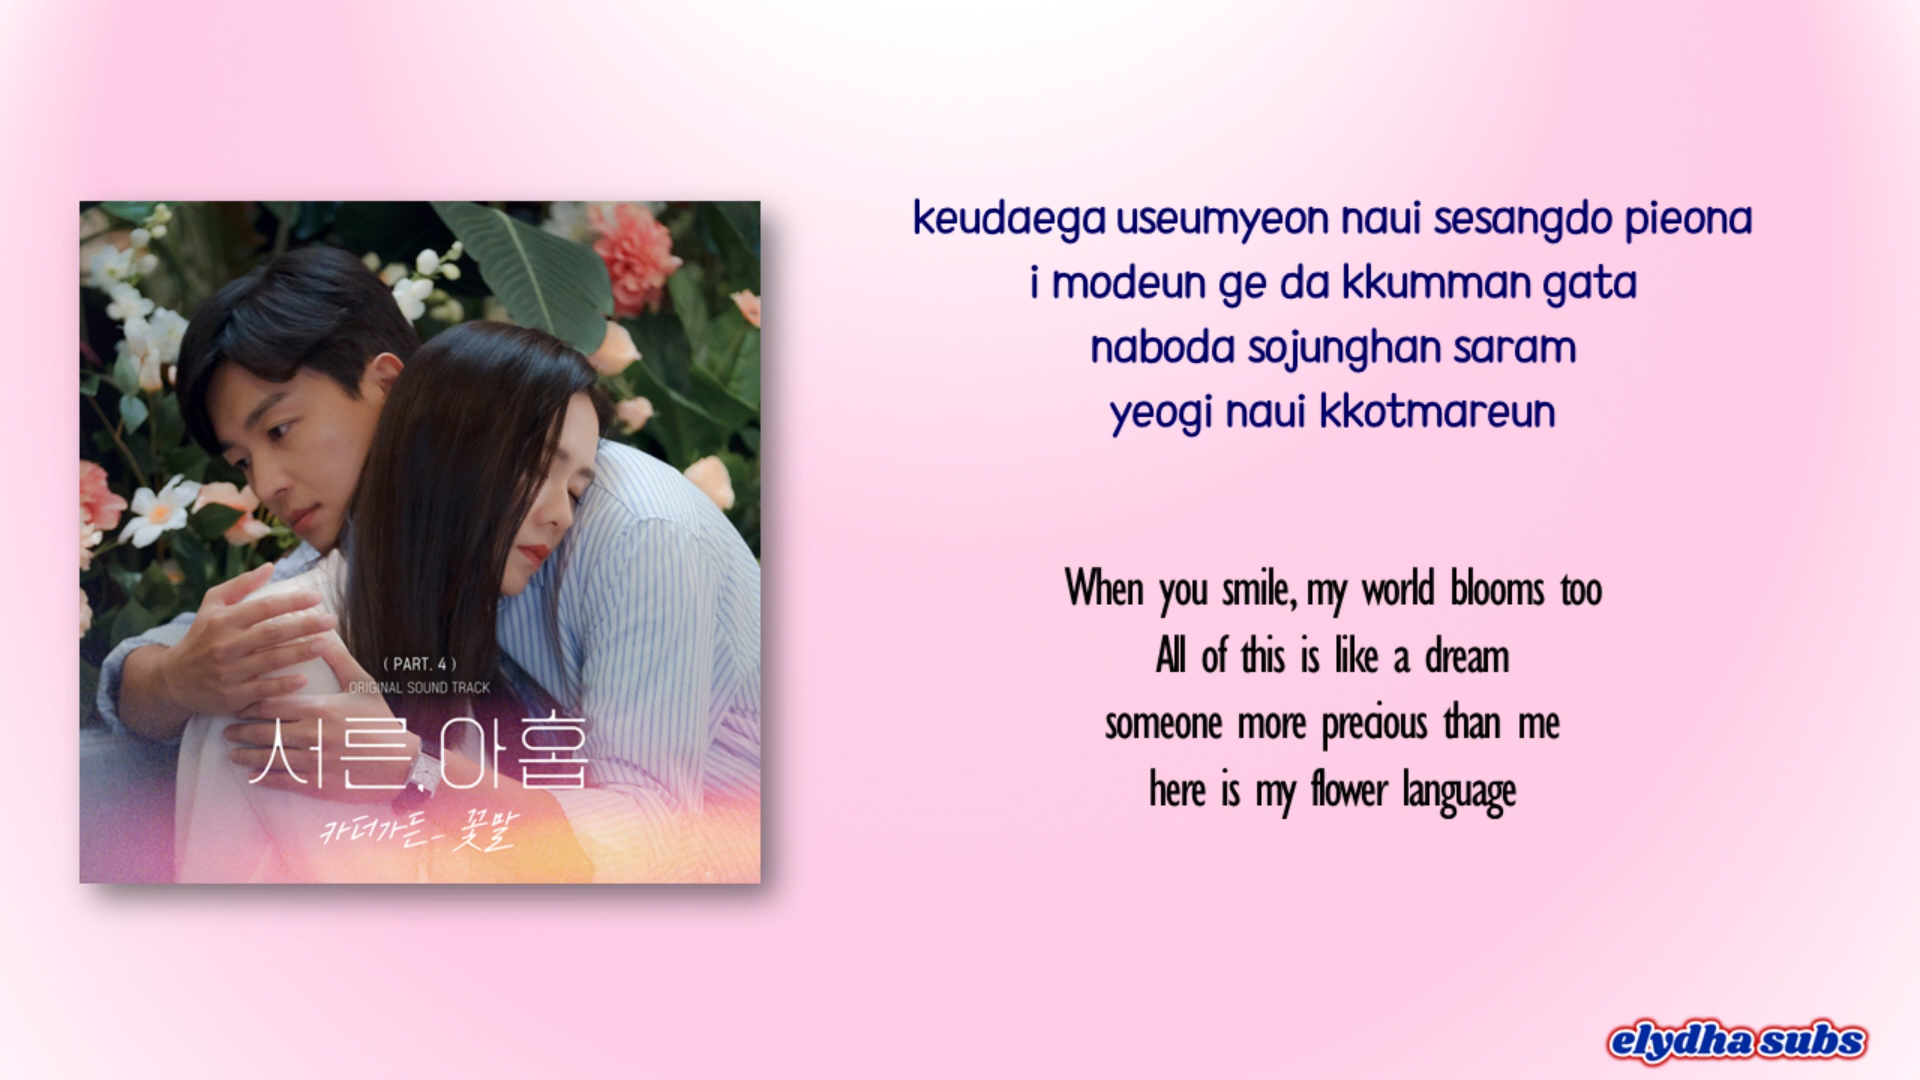 keudaega useumyeon naui sesangdo pieona
i modeun ge da kkumman gata
naboda sojunghan saram
yeogi naui kkotmareun
When you smile, my world blooms too
All of this is like a dream
someone more precious than me
here is my flower language
( PART. 4 )
ORIGINAL SOUND TRACK
서른,아홉
카더가든_ 꽃말
elydha subs